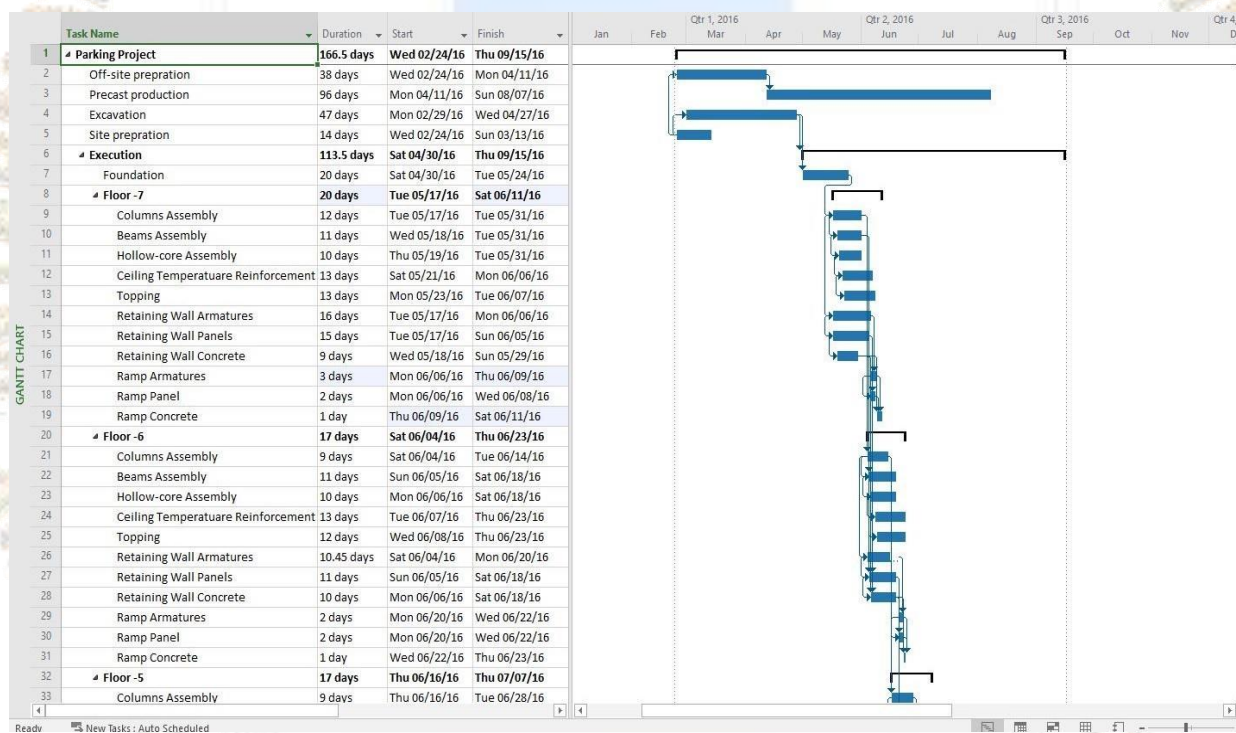 Qtr 1, 2016 Qtr 2, 2016 Qtr 3, 2016 Qtr 4,
Task Name Duration Start Finish Jan Feb Mar Apr May Jun Jul Aug Sep Oct Nov D
1 Parking Project 166.5 days Wed 02/24/16 Thu 09/15/16
2 Off-site prepration 38 days Wed 02/24/16 Mon 04/11/16
3 Precast production 96 days Mon 04/11/16 Sun 08/07/16
4 Excavation 47 days Mon 02/29/16 Wed 04/27/16
5 Site prepration 14 days Wed 02/24/16 Sun 03/13/16
6 Execution 113.5 days Sat 04/30/16 Thu 09/15/16
7 Foundation 20 days Sat 04/30/16 Tue 05/24/16
8 Floor -7 20 days Tue 05/17/16 Sat 06/11/16
9 Columns Assembly 12 days Tue 05/17/16 Tue 05/31/16
10 Beams Assembly 11 days Wed 05/18/16 Tue 05/31/16
11 Hollow-core Assembly 10 days Thu 05/19/16 Tue 05/31/16
12 Ceiling Temperatuare Reinforcement 13 days Sat 05/21/16 Mon 06/06/16
13 Topping 13 days Mon 05/23/16 Tue 06/07/16
14 Retaining Wall Armatures 16 days Tue 05/17/16 Mon 06/06/16
15 Retaining Wall Panels 15 days Tue 05/17/16 Sun 06/05/16
16 Retaining Wall Concrete 9 days Wed 05/18/16 Sun 05/29/16
17 Ramp Armatures 3 days Mon 06/06/16 Thu 06/09/16
18 Ramp Panel 2 days Mon 06/06/16 Wed 06/08/16
19 Ramp Concrete 1 day Thu 06/09/16 Sat 06/11/16
20 Floor -6 17 days Sat 06/04/16 Thu 06/23/16
21 Columns Assembly 9 days Sat 06/04/16 Tue 06/14/16
22 Beams Assembly 11 days Sun 06/05/16 Sat 06/18/16
23 Hollow-core Assembly 10 days Mon 06/06/16 Sat 06/18/16
24 Ceiling Temperatuare Reinforcement 13 days Tue 06/07/16 Thu 06/23/16
25 Topping 12 days Wed 06/08/16 Thu 06/23/16
26 Retaining Wall Armatures 10.45 days Sat 06/04/16 Mon 06/20/16
27 Retaining Wall Panels 11 days Sun 06/05/16 Sat 06/18/16
28 Retaining Wall Concrete 10 days Mon 06/06/16 Sat 06/18/16
29 Ramp Armatures 2 days Mon 06/20/16 Wed 06/22/16
30 Ramp Panel 2 days Mon 06/20/16 Wed 06/22/16
31 Ramp Concrete 1 day Wed 06/22/16 Thu 06/23/16
32 Floor -5 17 days Thu 06/16/16 Thu 07/07/16
33 Columns Assembly 9 days Thu 06/16/16 Tue 06/28/16
GANTT CHART
Ready New Tasks : Auto Scheduled